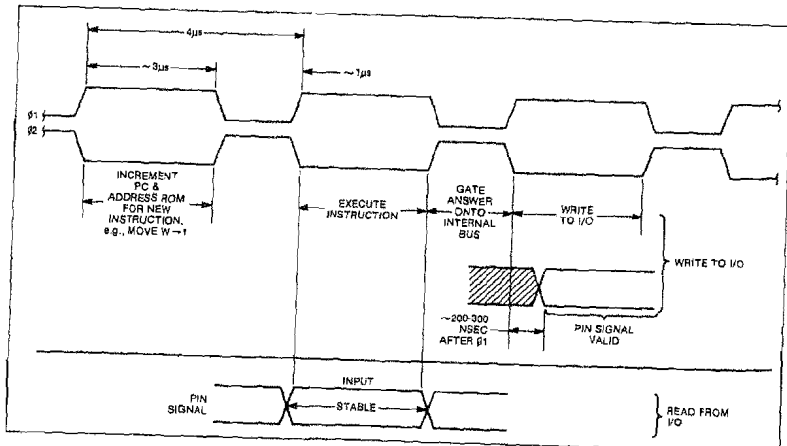 4μs
~3μs
~1μs
ø1
ø2
INCREMENT
PC &
ADDRESS ROM
FOR NEW
INSTRUCTION,
e.g., MOVE W→1
EXECUTE
INSTRUCTION
GATE
ANSWER
ONTO
INTERNAL
BUS
WRITE
TO I/O
WRITE TO I/O
~200-300
NSEC
AFTER ø1
PIN SIGNAL
VALID
INPUT
PIN
SIGNAL
STABLE
READ FROM
I/O